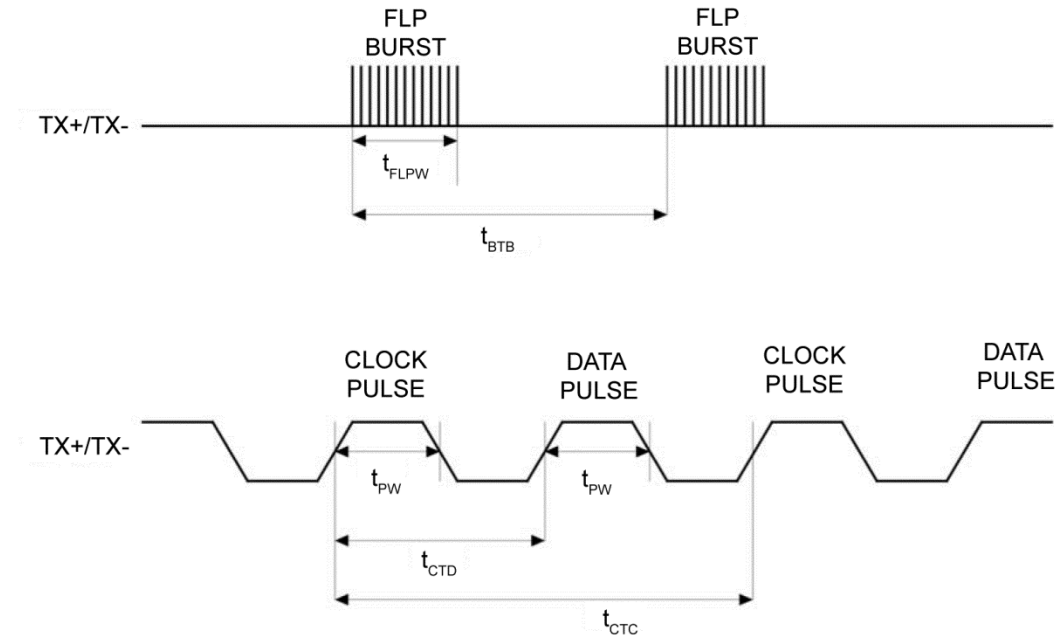 FLP
BURST
FLP
BURST
TX+/TX-
tFLPW
tBTB
CLOCK
PULSE
DATA
PULSE
CLOCK
PULSE
DATA
PULSE
TX+/TX-
tPW
tPW
tCTD
tCTC